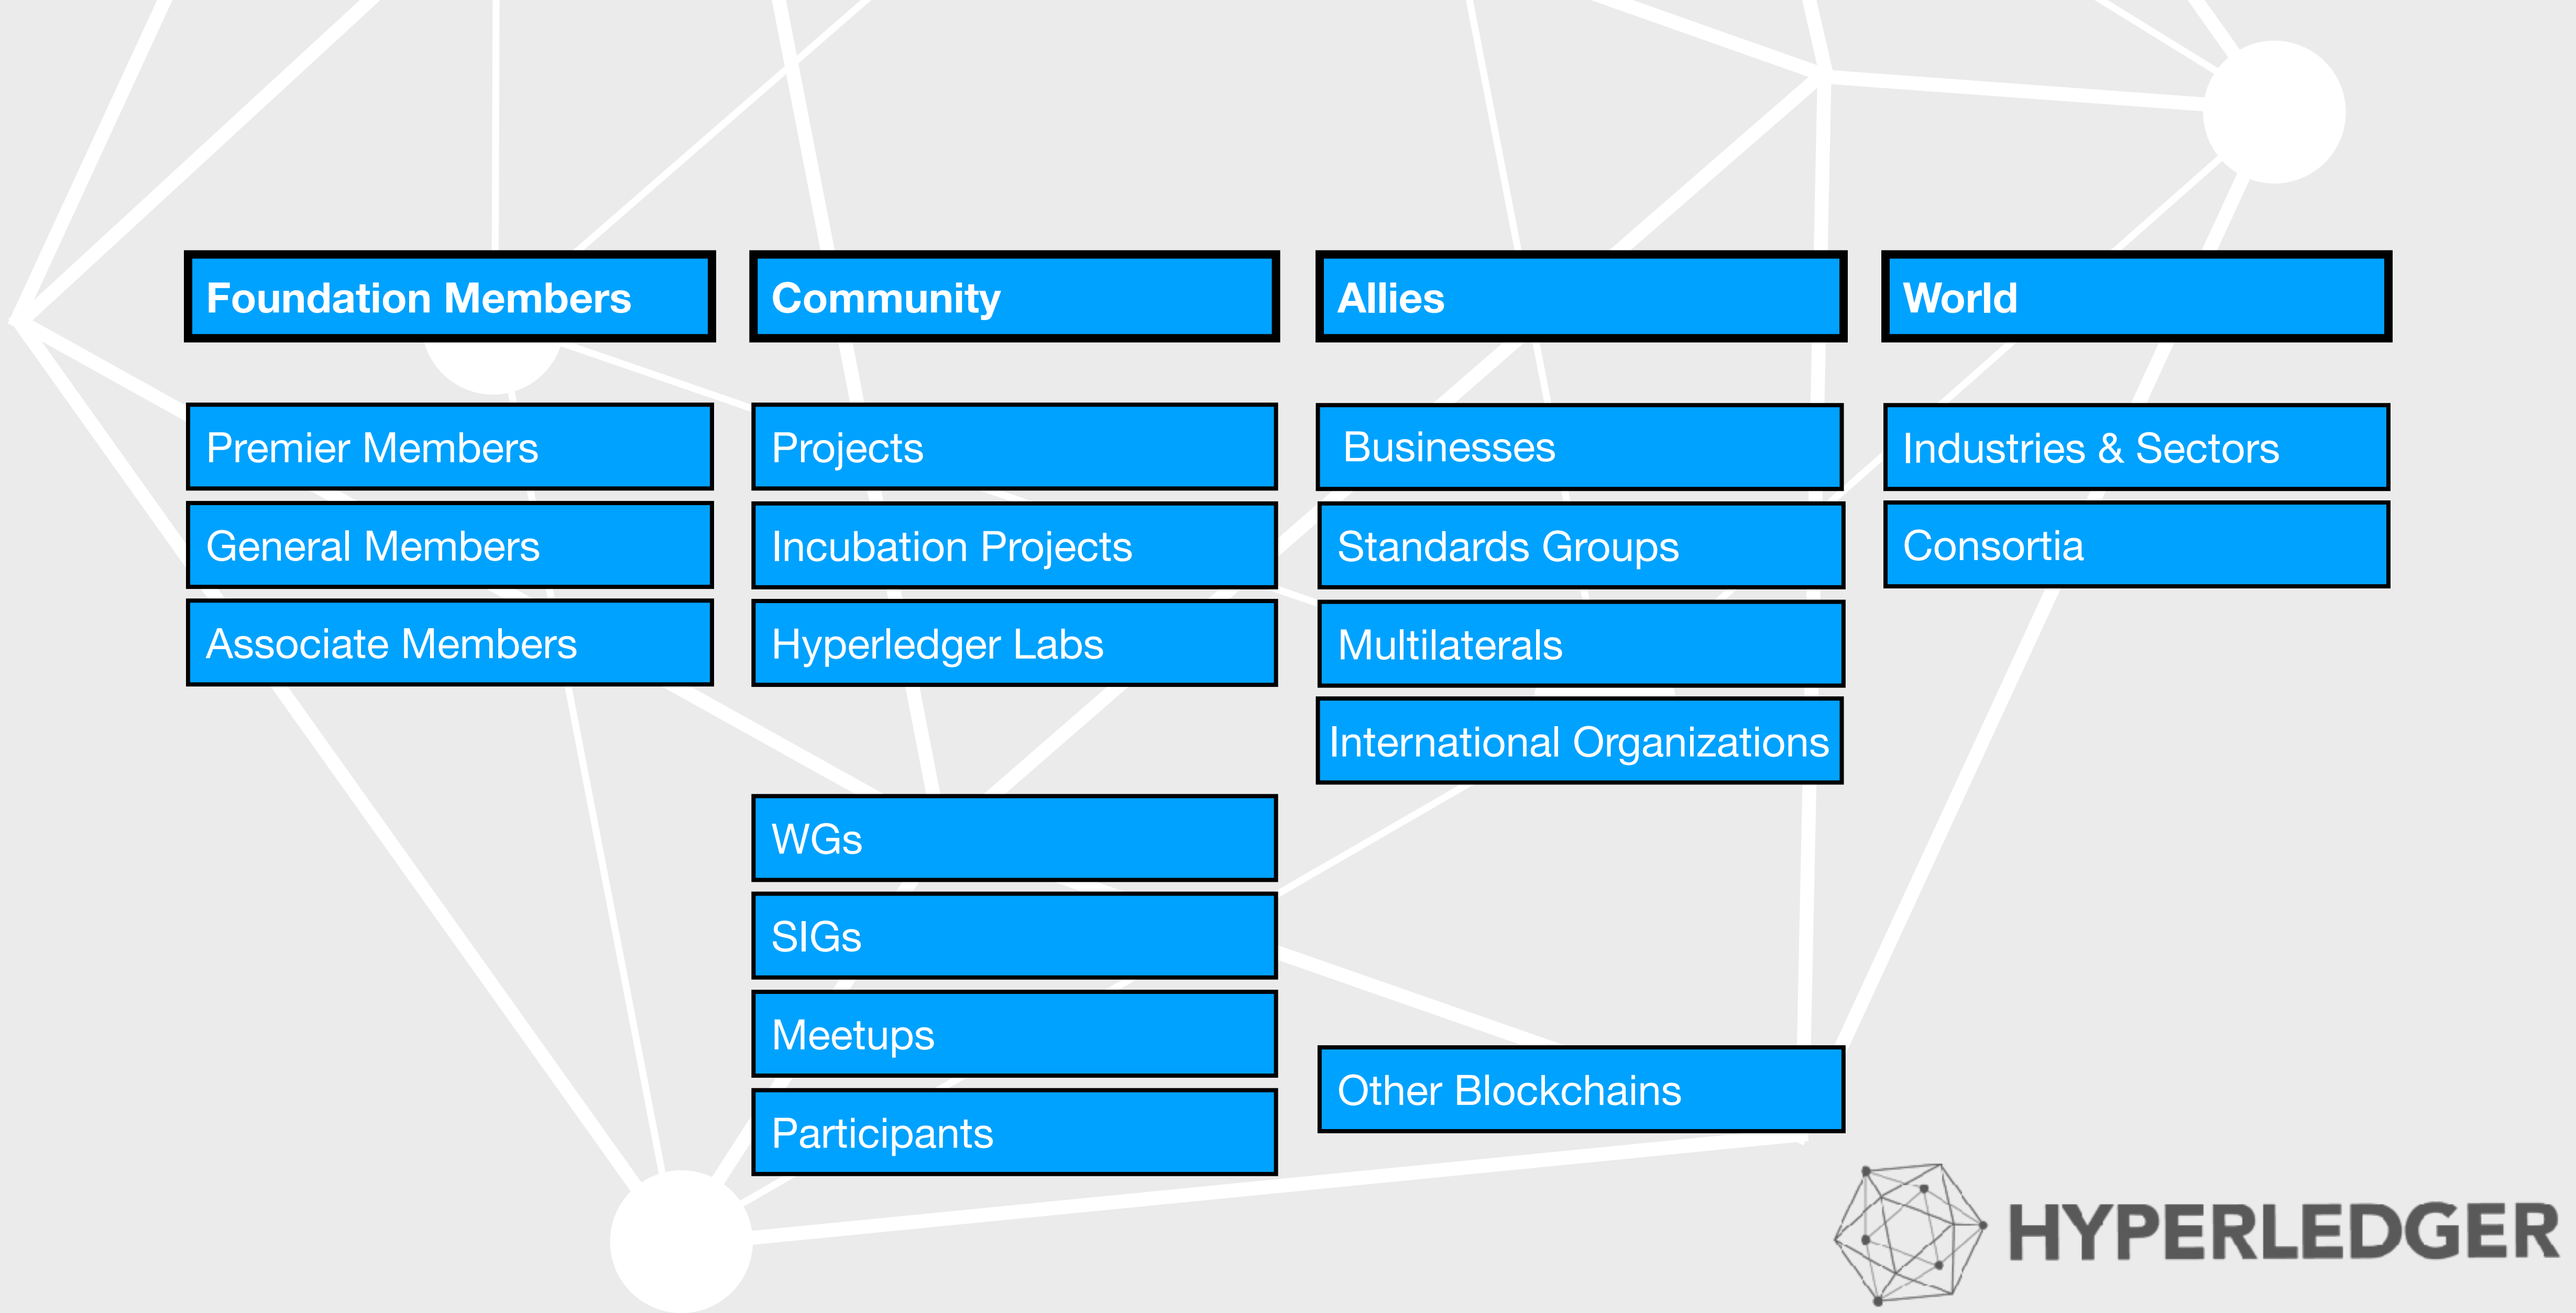 Foundation Members
Premier Members
General Members
Associate Members
Community
Projects
Incubation Projects
Hyperledger Labs
WGs
SIGs
Meetups
Participants
Allies
Businesses
Standards Groups
Multilaterals
International Organizations
Other Blockchains
World
Industries & Sectors
Consortia
HYPERLEDGER